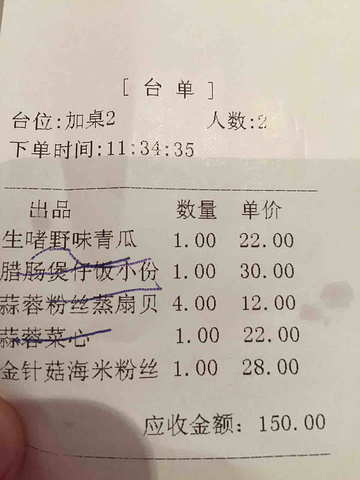 [台单]
台位:加桌2 人数:2
下单时间:11:34:35
出品 数量 单价
生啫野味青瓜 1.00 22.00
腊肠煲仔饭小份 1.00 30.00
蒜蓉粉丝蒸扇贝 4.00 12.00
蒜蓉菜心 1.00 22.00
金针菇海米粉丝 1.00 28.00
应收金额: 150.00